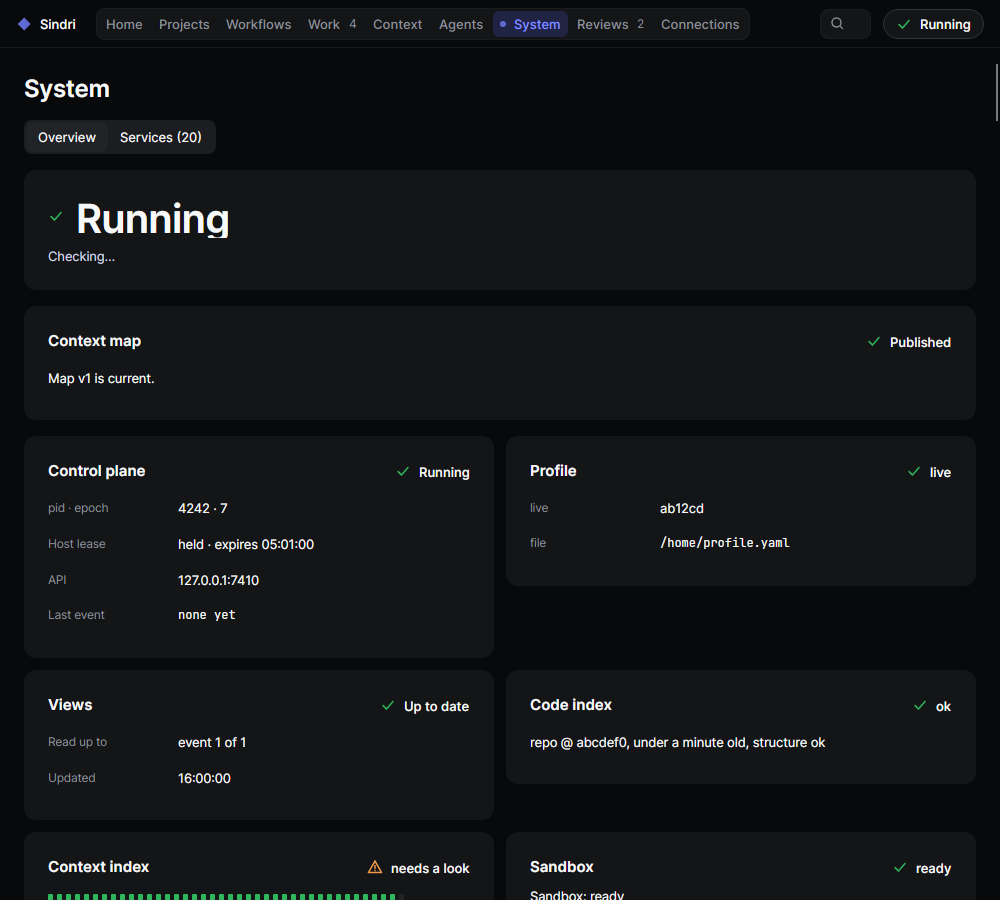 Sindri Home Projects Workflows Work 4 Context Agents System Reviews 2 Connections Running
System
Overview Services (20)
Running
Checking...
Context map Published
Map v1 is current.
Control plane Running
pid · epoch 4242 · 7
Host lease held · expires 05:01:00
API 127.0.0.1:7410
Last event none yet
Profile live
live ab12cd
file /home/profile.yaml
Views Up to date
Read up to event 1 of 1
Updated 16:00:00
Code index ok
repo @ abcdef0, under a minute old, structure ok
Context index needs a look
Sandbox ready
Sandbox: ready